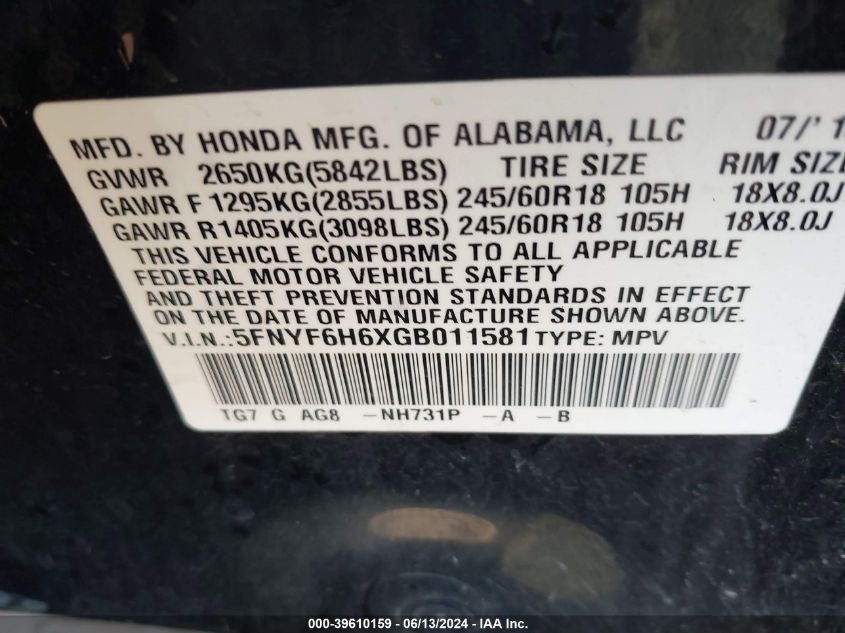 MFD. BY HONDA MFG. OF ALABAMA, LLC 07/'1
GVWR 2650KG(5842LBS) TIRE SIZE RIM SIZE
GAWR F 1295KG(2855LBS) 245/60R18 105H 18X8.0J
GAWR R1405KG(3098LBS) 245/60R18 105H 18X8.0J
THIS VEHICLE CONFORMS TO ALL APPLICABLE
FEDERAL MOTOR VEHICLE SAFETY
AND THEFT PREVENTION STANDARDS IN EFFECT
ON THE DATE OF MANUFACTURE SHOWN ABOVE.
V.I.N.:5FNYF6H6XGB011581 TYPE: MPV
TG7 G AG8 -NH731P -A -B
000-39610159 - 06/13/2024 - IAA Inc.